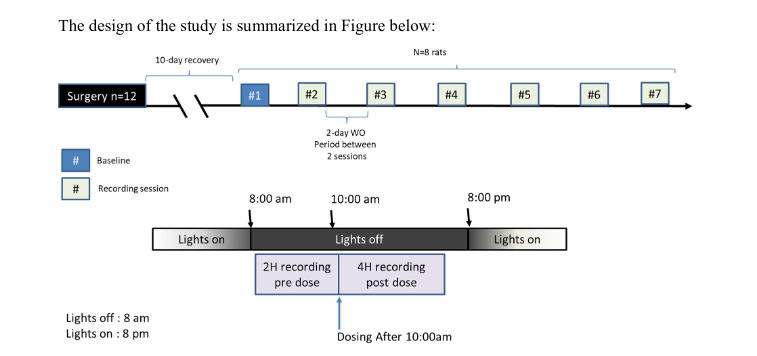 The design of the study is summarized in Figure below:
N=8 rats
10-day recovery
Surgery n=12
#1
#2
#3
#4
#5
#6
#7
2-day WO
Period between
2 sessions
# Baseline
# Recording session
8:00 am
10:00 am
8:00 pm
Lights on
Lights off
Lights on
2H recording
pre dose
4H recording
post dose
Lights off : 8 am
Lights on : 8 pm
Dosing After 10:00am